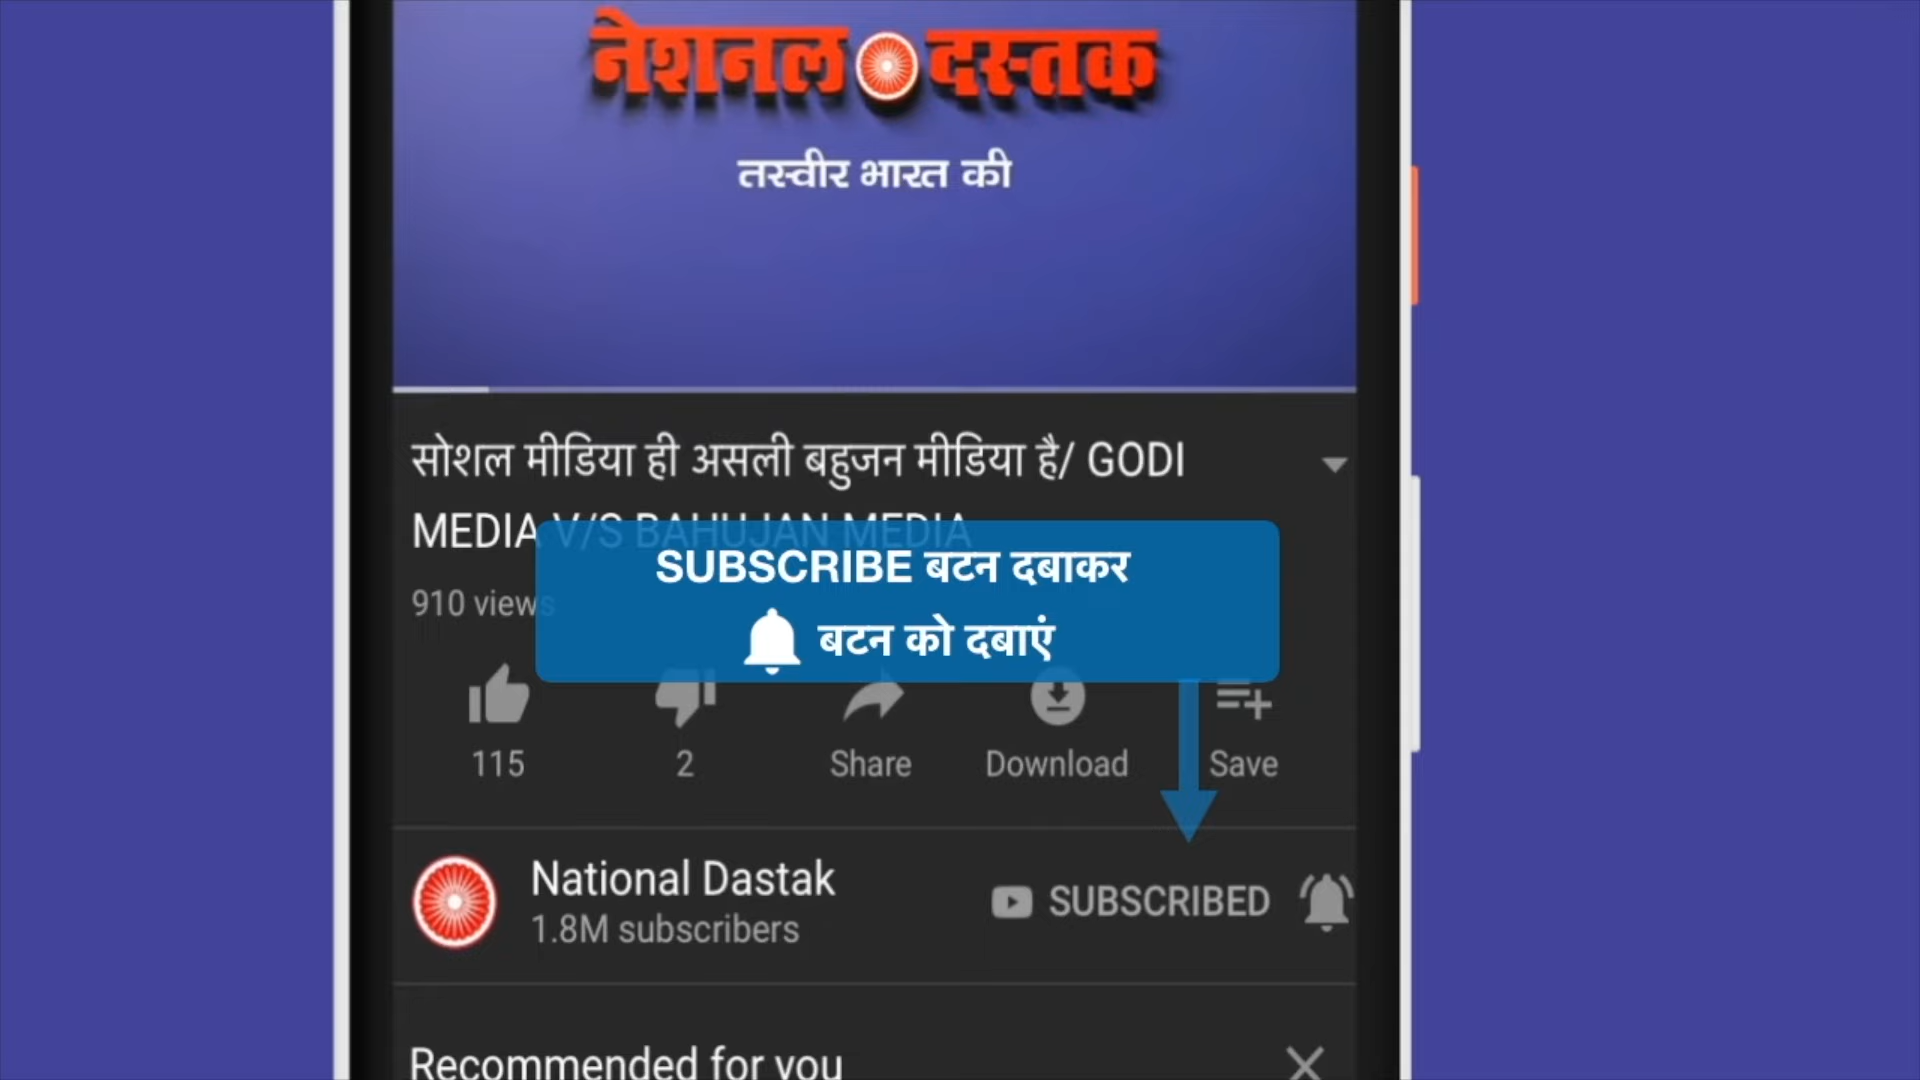 नेशनल दस्तक
तस्वीर भारत की
सोशल मीडिया ही असली बहुजन मीडिया है/ GODI
MEDIA V/S BAHUJAN MEDIA
SUBSCRIBE बटन दबाकर
बटन को दबाएं
910 views
115
2
Share
Download
Save
National Dastak
1.8M subscribers
SUBSCRIBED
Recommended for you